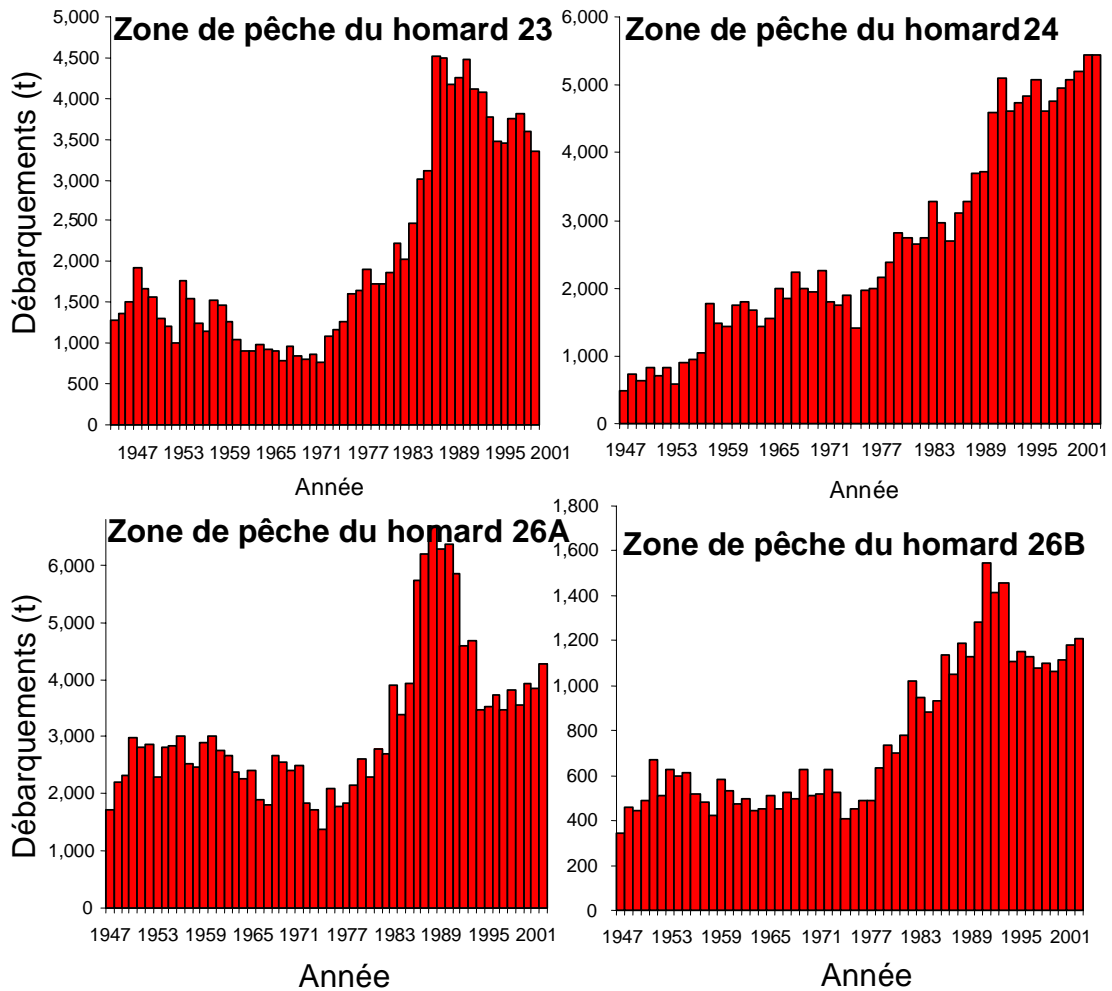 Zone de pêche du homard 23
Débarquements (t)
5,000
4,500
4,000
3,500
3,000
2,500
2,000
1,500
1,000
500
0
1947 1953 1959 1965 1971 1977 1983 1989 1995 2001
Année
Zone de pêche du homard 24
6,000
5,000
4,000
3,000
2,000
1,000
0
1947 1953 1959 1965 1971 1977 1983 1989 1995 2001
Année
Zone de pêche du homard 26A
Débarquements (t)
6,000
5,000
4,000
3,000
2,000
1,000
0
1947 1953 1959 1965 1971 1977 1983 1989 1995 2001
Année
Zone de pêche du homard 26B
1,800
1,600
1,400
1,200
1,000
800
600
400
200
0
1947 1953 1959 1965 1971 1977 1983 1989 1995 2001
Année